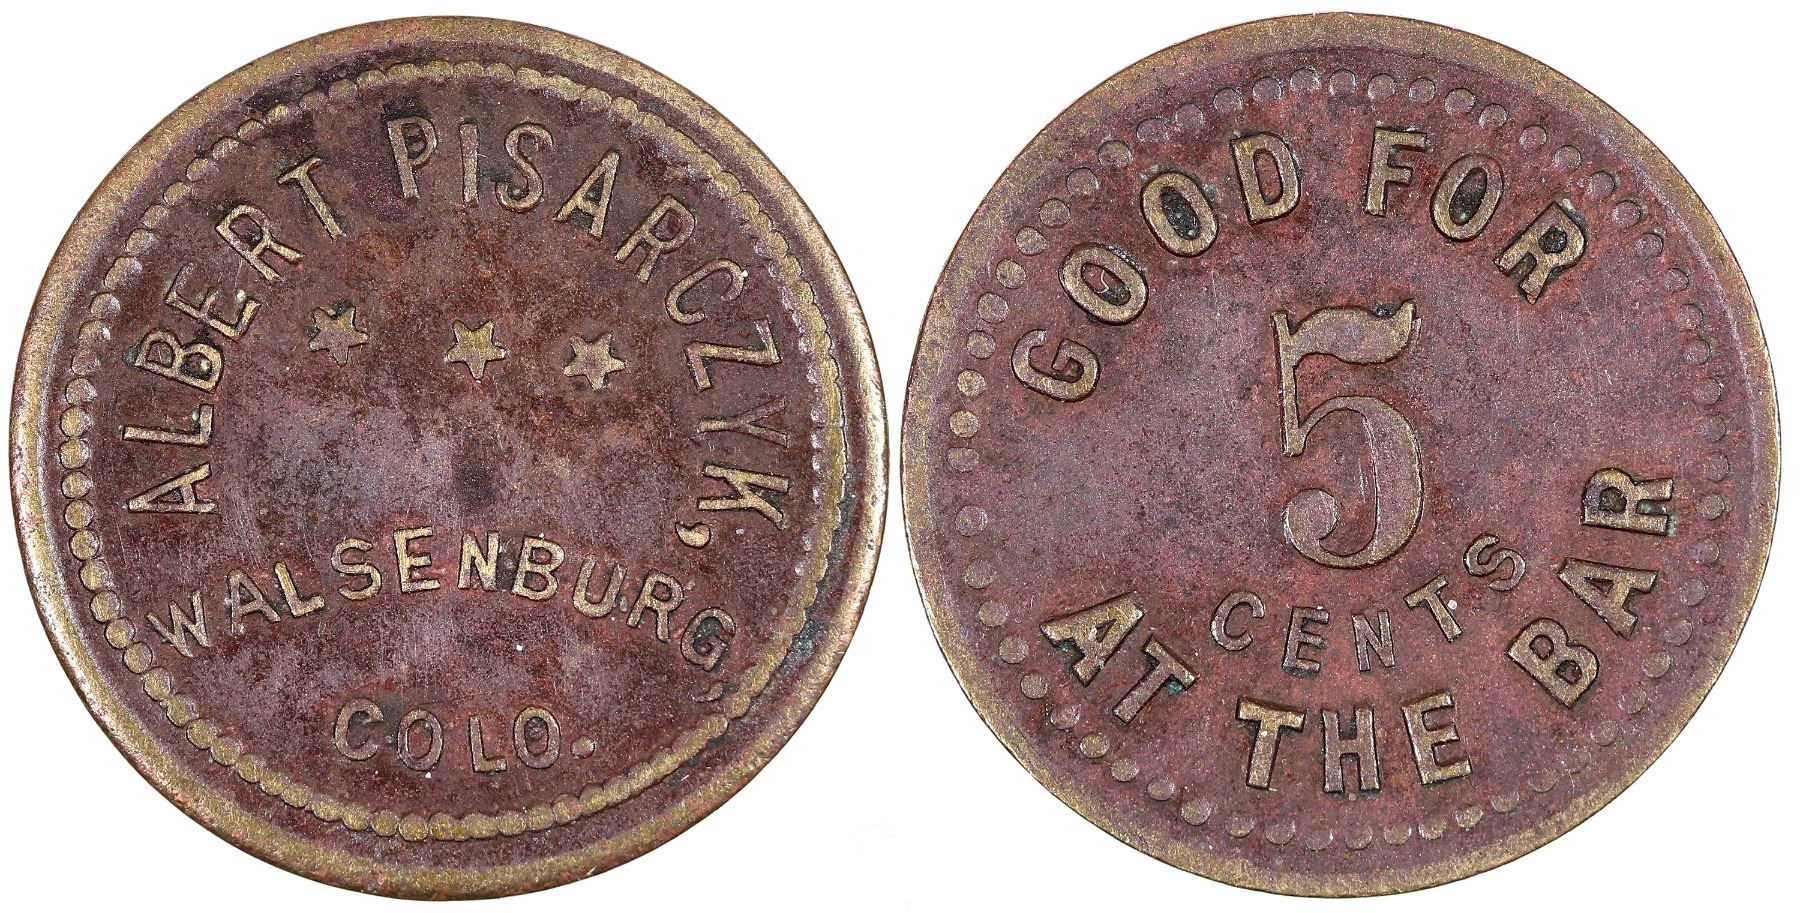 ALBERT PISARCZYK,
WALSENBURG,
COLO.
GOOD FOR
5
CENTS
AT THE BAR